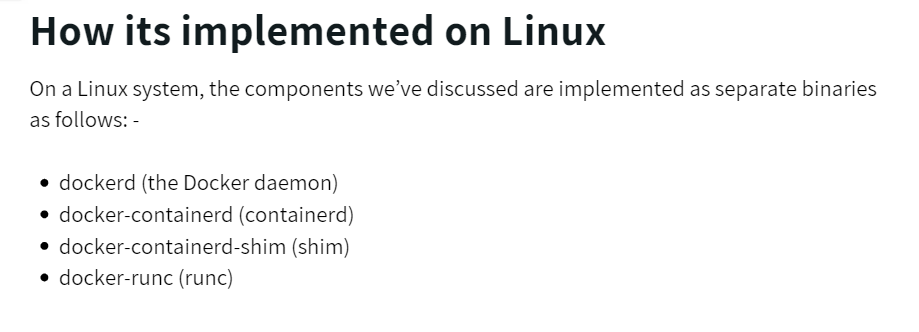 How its implemented on Linux
On a Linux system, the components we’ve discussed are implemented as separate binaries
as follows: -
• dockerd (the Docker daemon)
• docker-containerd (containerd)
• docker-containerd-shim (shim)
• docker-runc (runc)